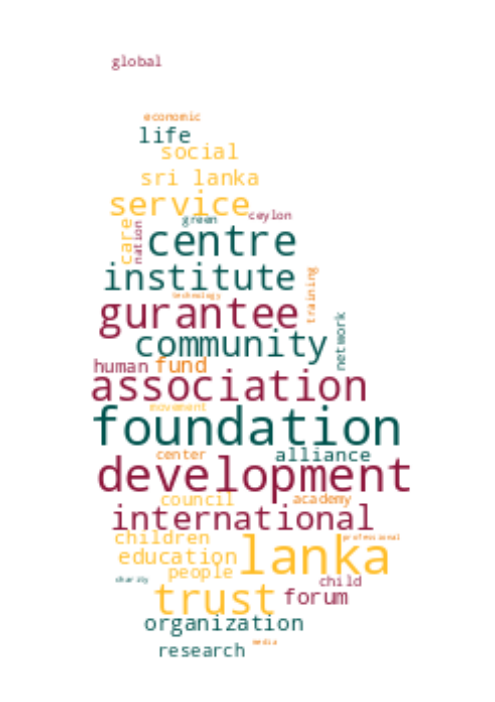 global
economic
life
social
sri lanka
service
green
ceylon
care
nation
centre
institute
technology
training
gurantee
network
community
human
fund
association
movement
foundation
center
alliance
development
council
academy
international
children
professional
education
lanka
people
charity
child
trust
forum
organization
media
research